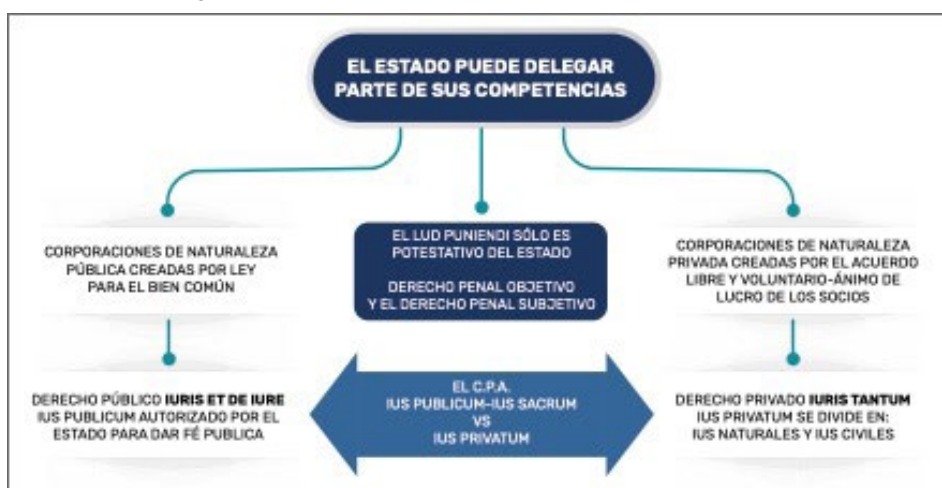 EL ESTADO PUEDE DELEGAR
PARTE DE SUS COMPETENCIAS
CORPORACIONES DE NATURALEZA
PÚBLICA CREADAS POR LEY
PARA EL BIEN COMÚN
EL LUD PUNIENDI SÓLO ES
POTESTATIVO DEL ESTADO
DERECHO PENAL OBJETIVO
Y EL DERECHO PENAL SUBJETIVO
CORPORACIONES DE NATURALEZA
PRIVADA CREADAS POR EL ACUERDO
LIBRE Y VOLUNTARIO-ÁNIMO DE
LUCRO DE LOS SOCIOS
DERECHO PÚBLICO IURIS ET DE IURE
IUS PUBLICUM AUTORIZADO POR EL
ESTADO PARA DAR FÉ PUBLICA
EL C.P.A.
IUS PUBLICUM-IUS SACRUM
VS
IUS PRIVATUM
DERECHO PRIVADO IURIS TANTUM
IUS PRIVATUM SE DIVIDE EN:
IUS NATURALES Y IUS CIVILES